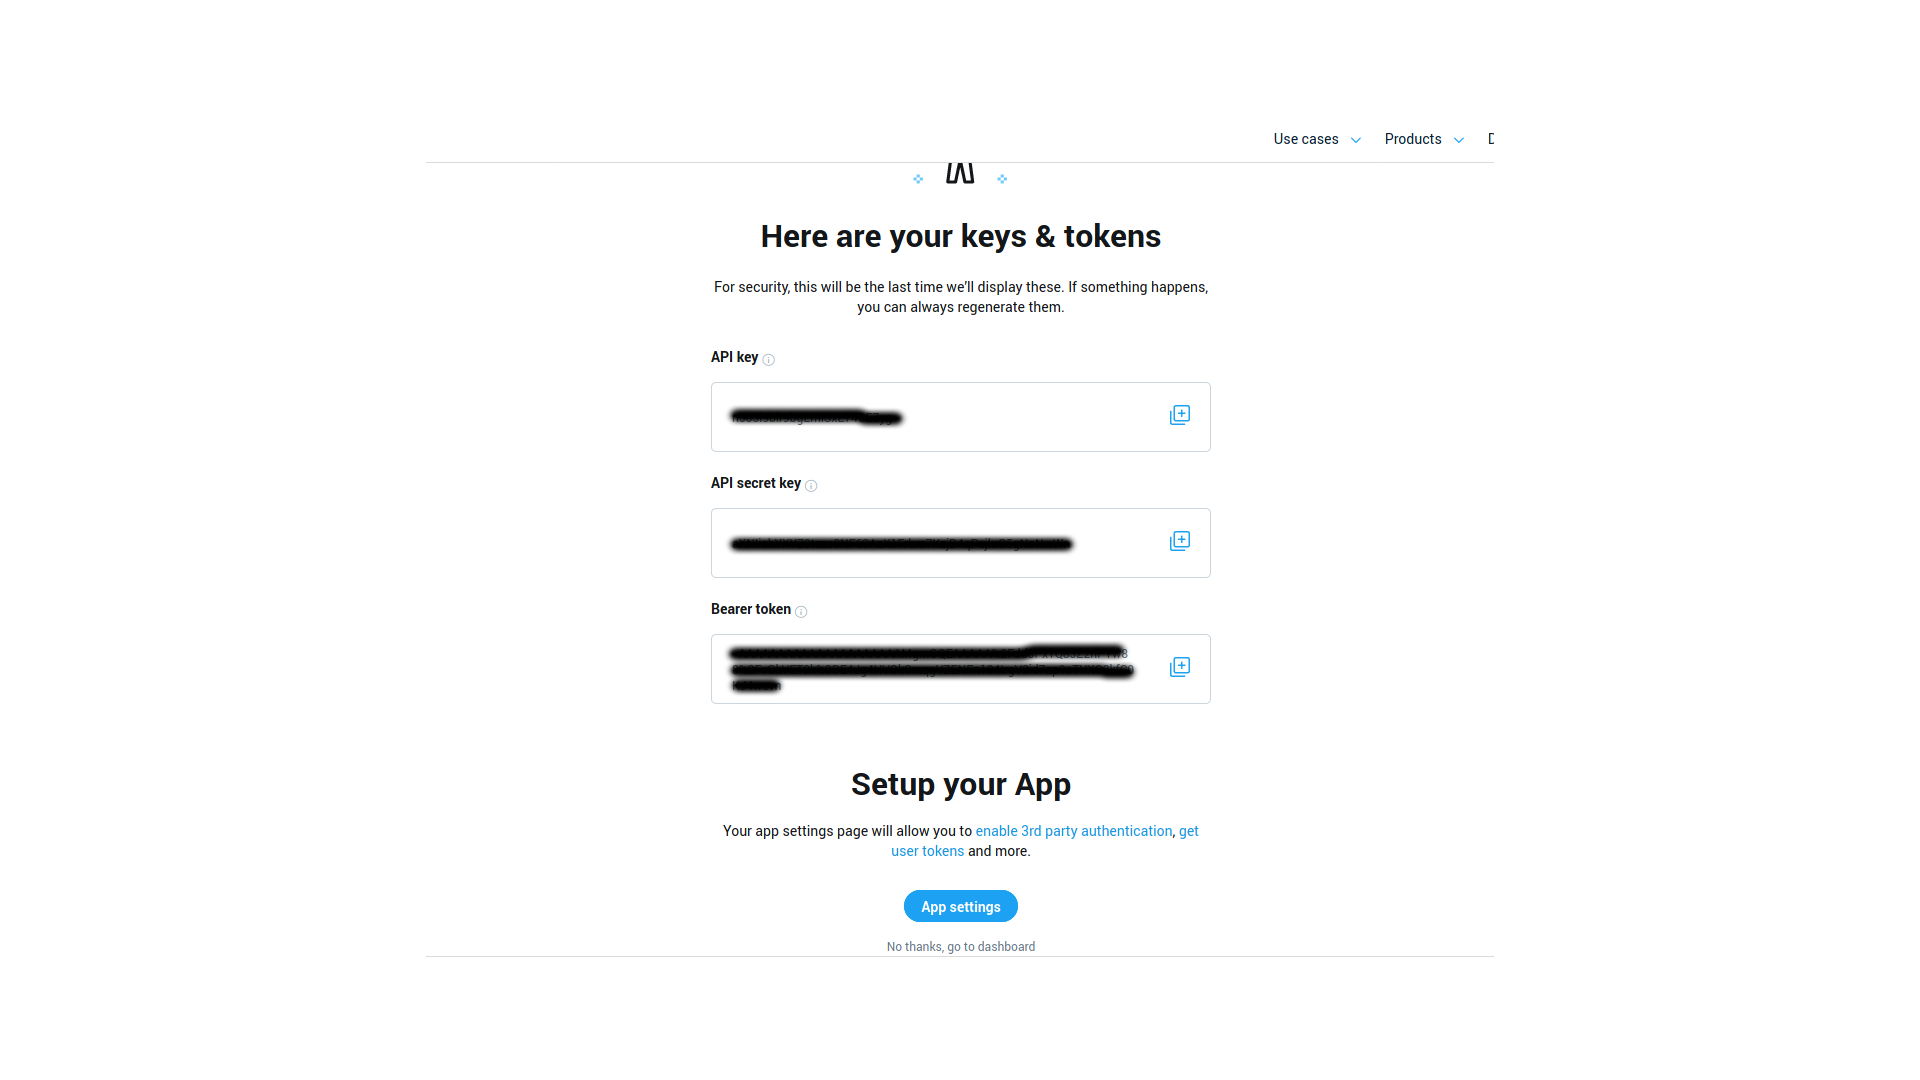 Use cases
Products
Here are your keys & tokens
For security, this will be the last time we'll display these. If something happens,
you can always regenerate them.
API key
API secret key
Bearer token
Setup your App
Your app settings page will allow you to enable 3rd party authentication, get
user tokens and more.
App settings
No thanks, go to dashboard